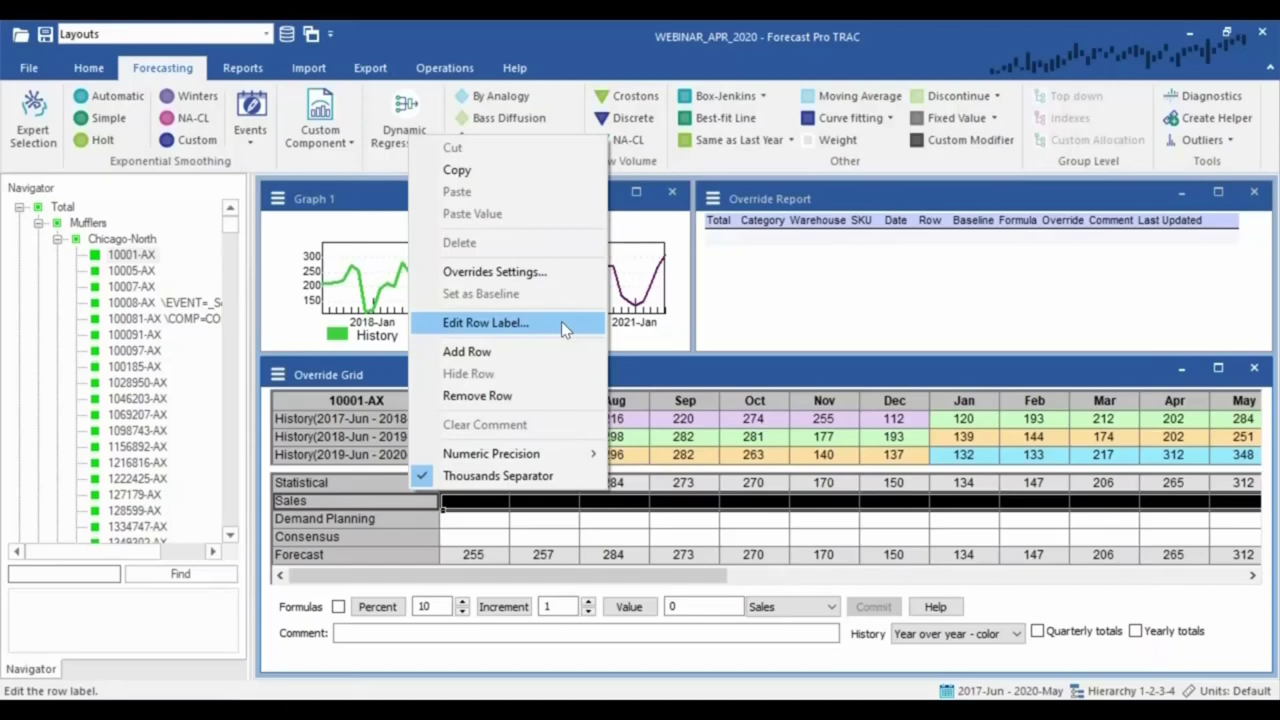 Layouts
WEBINAR_APR_2020 - Forecast Pro TRAC
File Home Forecasting Reports Import Export Operations Help
Expert Selection
Automatic Winters
Simple NA-CL
Holt Custom
Exponential Smoothing
Events
Custom Component
Dynamic
By Analogy
Bass Diffusion
Crostons
Discrete
NA-CL
Volume
Box-Jenkins Moving Average Discontinue
Best-fit Line Curve fitting Fixed Value
Same as Last Year Weight Custom Modifier
Other
Top down
Indexes
Custom Allocation
Group Level
Diagnostics
Create Helper
Outliers
Tools
Navigator
Total
Mufflers
Chicago-North
10001-AX
10005-AX
10007-AX
10008-AX \EVENT=_S
100081-AX \COMP=CO
100091-AX
100097-AX
100185-AX
1028950-AX
1046203-AX
1069207-AX
1098743-AX
1156892-AX
1216816-AX
1222425-AX
127179-AX
128599-AX
1334747-AX
Find
Navigator
Graph 1
300
250
200
150
2018-Jan 2021-Jan
History
Cut
Copy
Paste
Paste Value
Delete
Overrides Settings...
Set as Baseline
Edit Row Label...
Add Row
Hide Row
Remove Row
Clear Comment
Numeric Precision
Thousands Separator
Override Report
Total Category Warehouse SKU Date Row Baseline Formula Override Comment Last Updated
Override Grid
10001-AX Aug Sep Oct Nov Dec Jan Feb Mar Apr May
History(2017-Jun - 2018 216 220 274 255 112 120 193 212 202 284
History(2018-Jun - 2019 298 282 281 177 193 139 144 174 202 251
History(2019-Jun - 2020 296 282 263 140 137 132 133 217 312 348
Statistical 284 273 270 170 150 134 147 206 265 312
Sales
Demand Planning
Consensus
Forecast 255 257 284 273 270 170 150 134 147 206 265 312
Formulas Percent 10 Increment 1 Value 0 Sales Commit Help
Comment: History Year over year - color Quarterly totals Yearly totals
Edit the row label. 2017-Jun - 2020-May Hierarchy 1-2-3-4 Units: Default